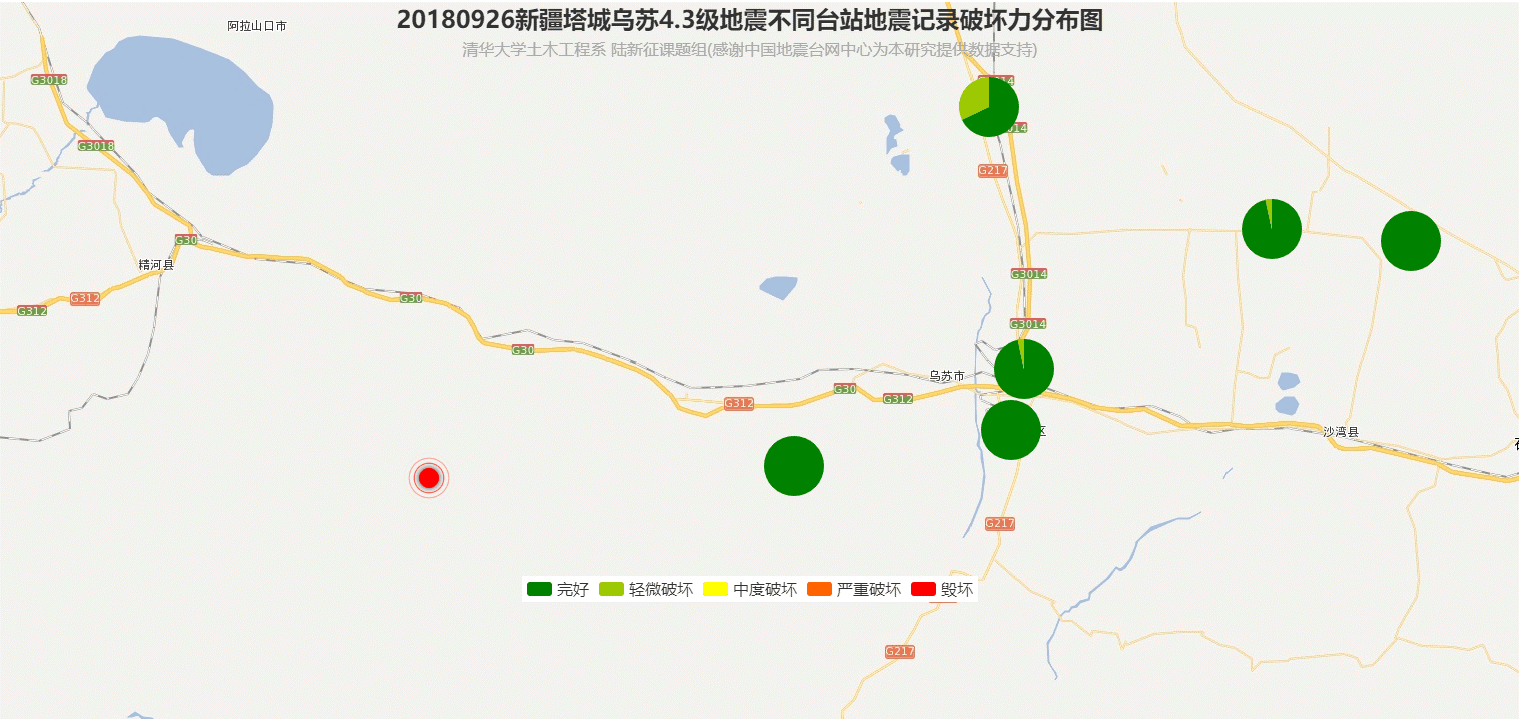 20180926新疆塔城乌苏4.3级地震不同台站地震记录破坏力分布图
阿拉山口市
清华大学土木工程系 陆新征课题组(感谢中国地震台网中心为本研究提供数据支持)
G3018
G3018
G217
G30
精河县
G3014
G312
G30
G312
G3014
G30
乌苏市
G30
G312
G312
区
沙湾县
G217
完好 轻微破坏 中度破坏 严重破坏 毁坏
G217